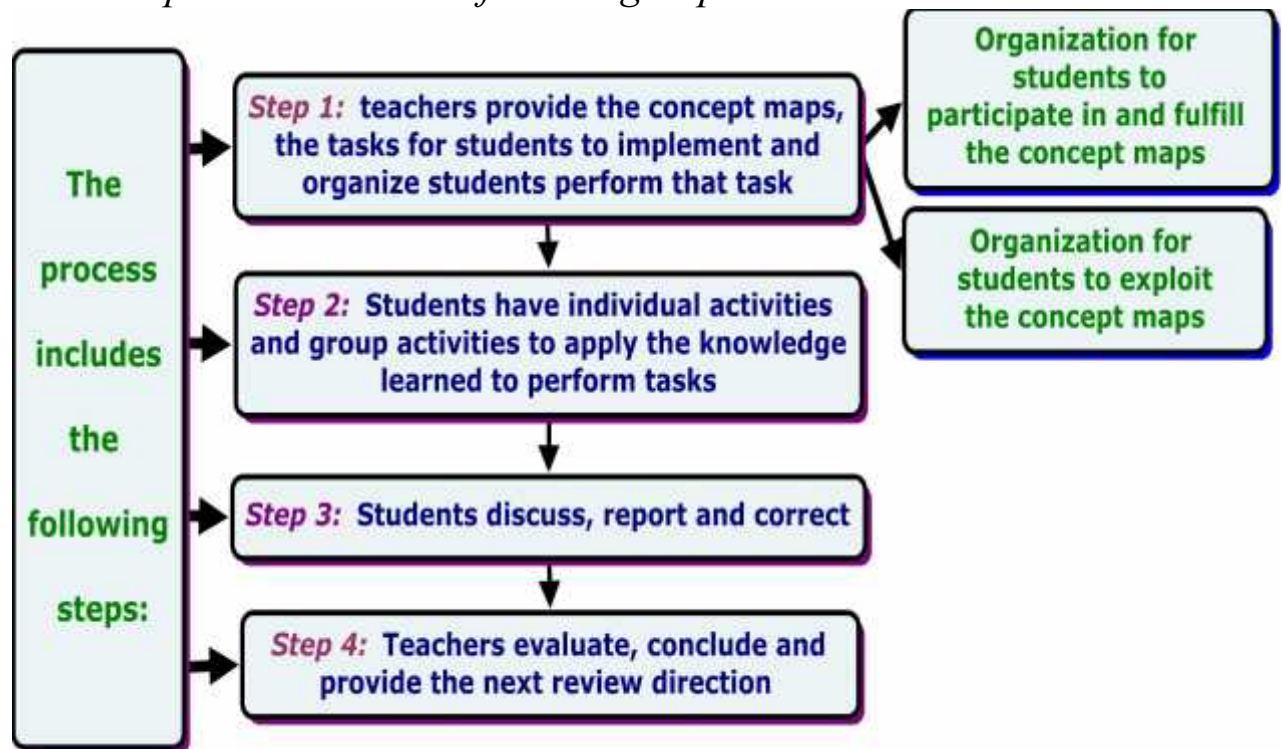 The
process
includes
the
following
steps:
Step 1: teachers provide the concept maps,
the tasks for students to implement and
organize students perform that task
Organization for
students to
participate in and fulfill
the concept maps
Organization for
students to exploit
the concept maps
Step 2: Students have individual activities
and group activities to apply the knowledge
learned to perform tasks
Step 3: Students discuss, report and correct
Step 4: Teachers evaluate, conclude and
provide the next review direction